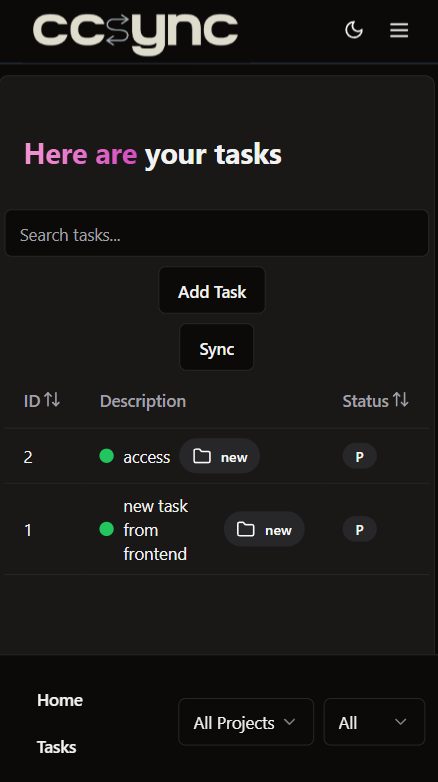 ccsync
Here are your tasks
Search tasks...
Add Task
Sync
ID Description Status
2 access new P
new task
1 from new P
frontend
Home
All Projects All
Tasks